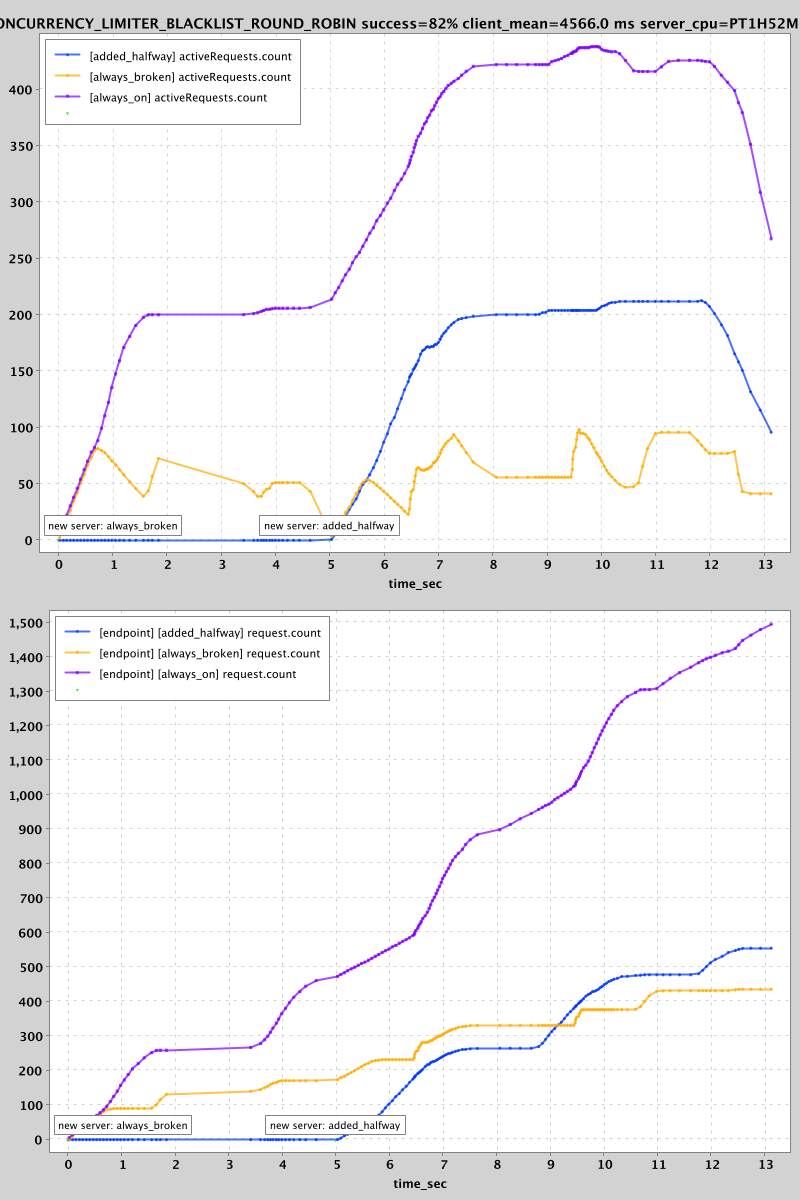 ONCURRENCY_LIMITER_BLACKLIST_ROUND_ROBIN success=82% client_mean=4566.0 ms server_cpu=PT1H52M
[added_halfway] activeRequests.count
[always_broken] activeRequests.count
[always_on] activeRequests.count
400
350
300
250
200
150
100
50
0
new server: always_broken
new server: added_halfway
0 1 2 3 4 5 6 7 8 9 10 11 12 13
time_sec
1,500
[endpoint] [added_halfway] request.count
[endpoint] [always_broken] request.count
[endpoint] [always_on] request.count
1,400
1,300
1,200
1,100
1,000
900
800
700
600
500
400
300
200
100
0
new server: always_broken
new server: added_halfway
0 1 2 3 4 5 6 7 8 9 10 11 12 13
time_sec